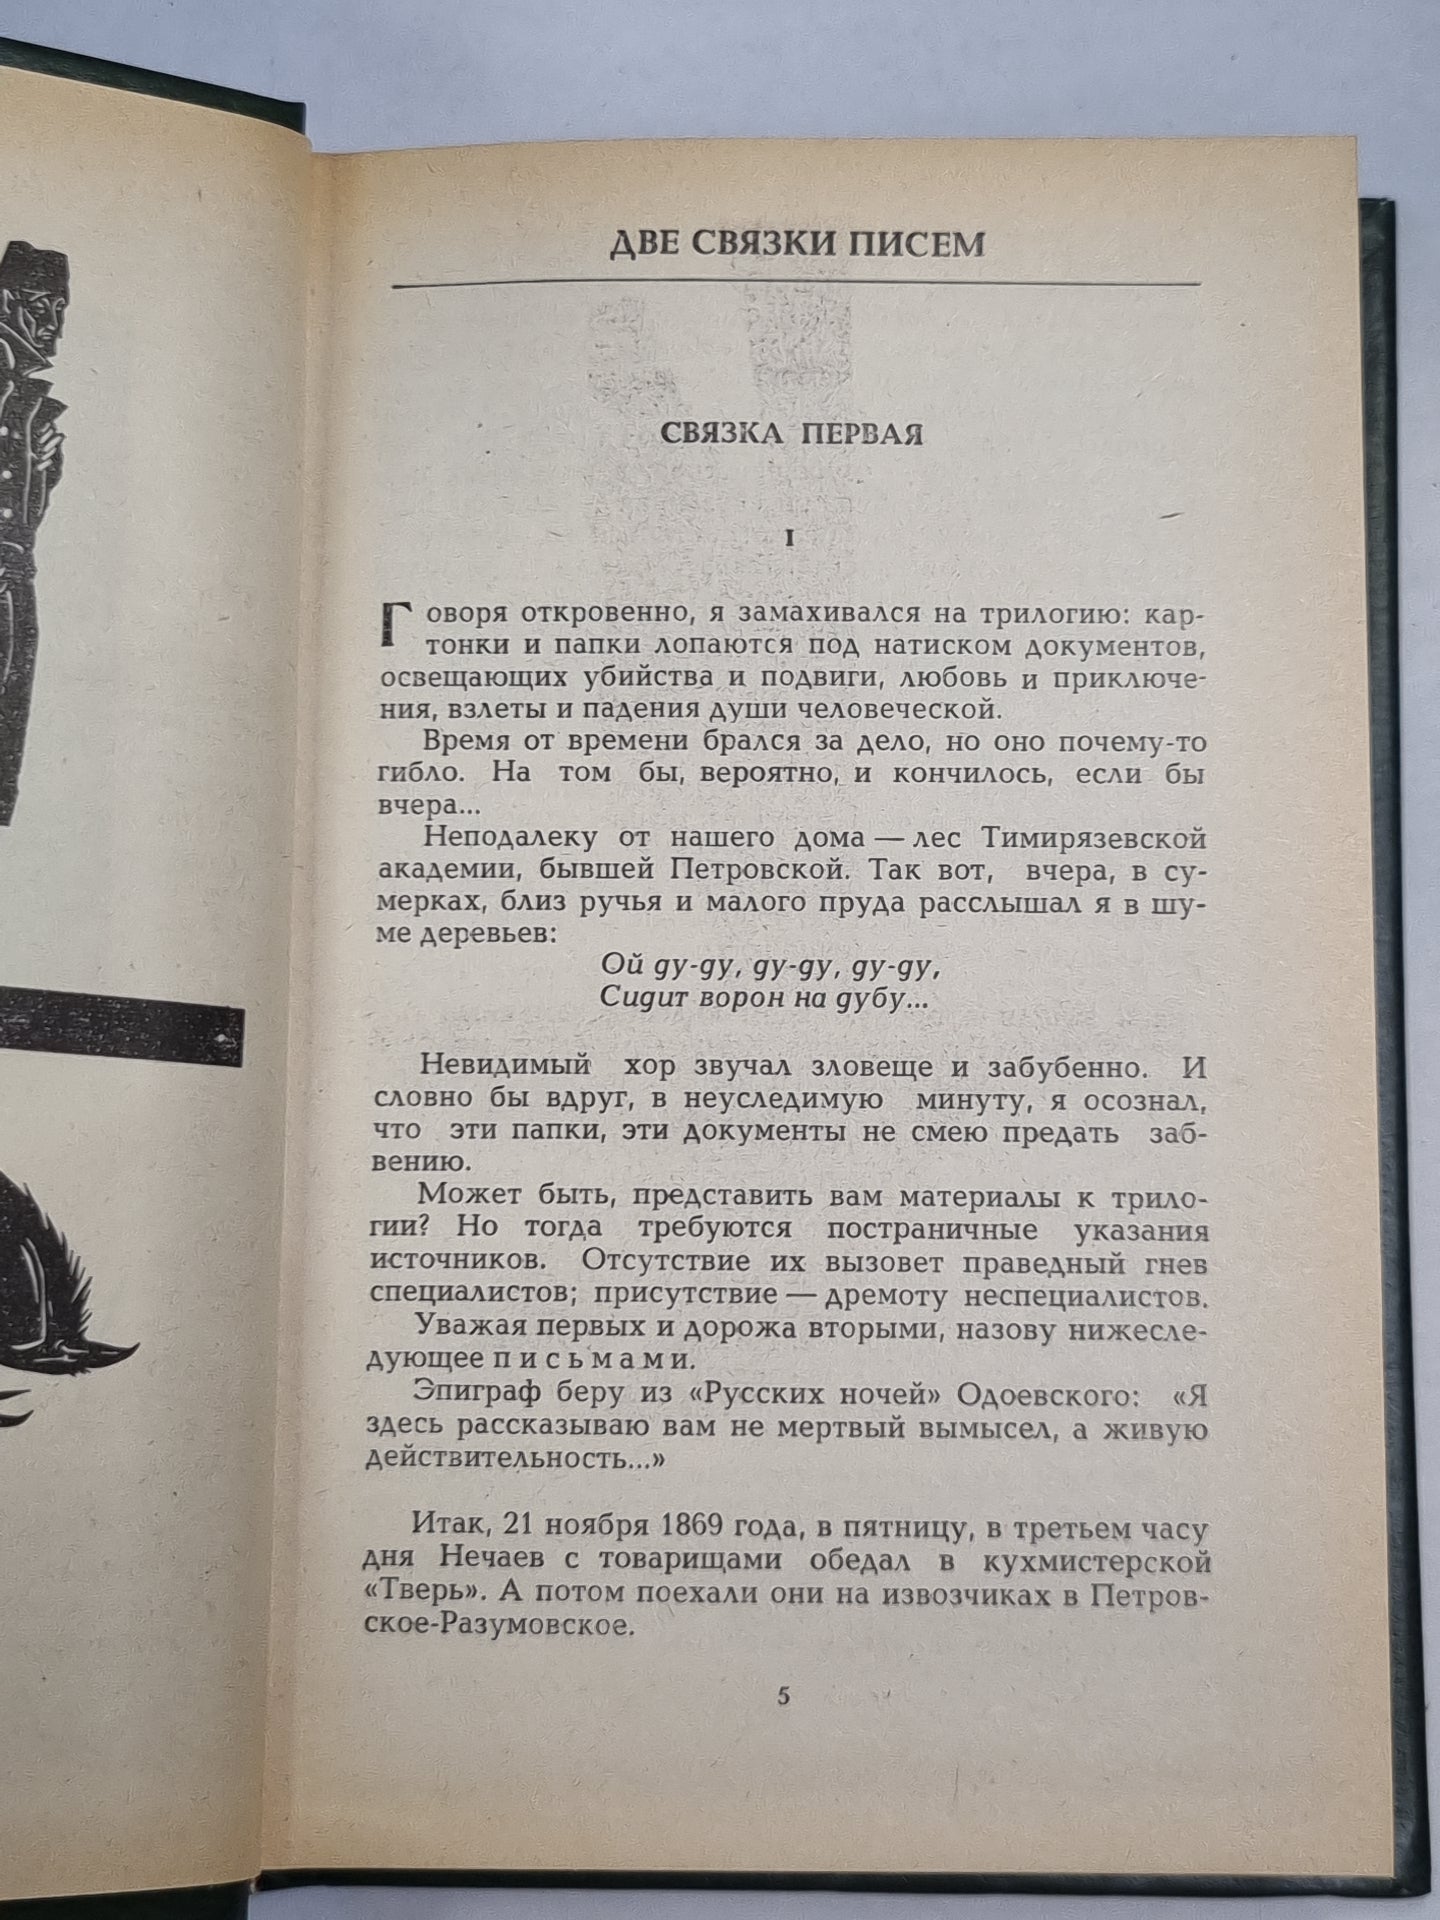 ДВЕ СВЯЗКИ ПИСЕМ
СВЯЗКА ПЕРВАЯ
I
Говоря откровенно, я замахивался на трилогию: кар-
тонки и папки лопаются под натиском документов,
освещающих убийства и подвиги, любовь и приключе-
ния, взлеты и падения души человеческой.
Время от времени брался за дело, но оно почему-то
гибло. На том бы, вероятно, и кончилось, если бы
вчера...
Неподалеку от нашего дома — лес Тимирязевской
академии, бывшей Петровской. Так вот, вчера, в су-
мерках, близ ручья и малого пруда расслышал я в шу-
ме деревьев:
Ой ду-ду, ду-ду, ду-ду,
Сидит ворон на дубу...
Невидимый хор звучал зловеще и забубенно. И
словно бы вдруг, в неуследимую минуту, я осознал,
что эти папки, эти документы не смею предать заб-
вению.
Может быть, представить вам материалы к трило-
гии? Но тогда требуются постраничные указания
источников. Отсутствие их вызовет праведный гнев
специалистов; присутствие — дремоту неспециалистов.
Уважая первых и дорожа вторыми, назову нижесле-
дующее п и с ь м а м и.
Эпиграф беру из «Русских ночей» Одоевского: «Я
здесь рассказываю вам не мертвый вымысел, а живую
действительность...»
Итак, 21 ноября 1869 года, в пятницу, в третьем часу
дня Нечаев с товарищами обедал в кухмистерской
«Тверь». А потом поехали они на извозчиках в Петров-
ское-Разумовское.
5